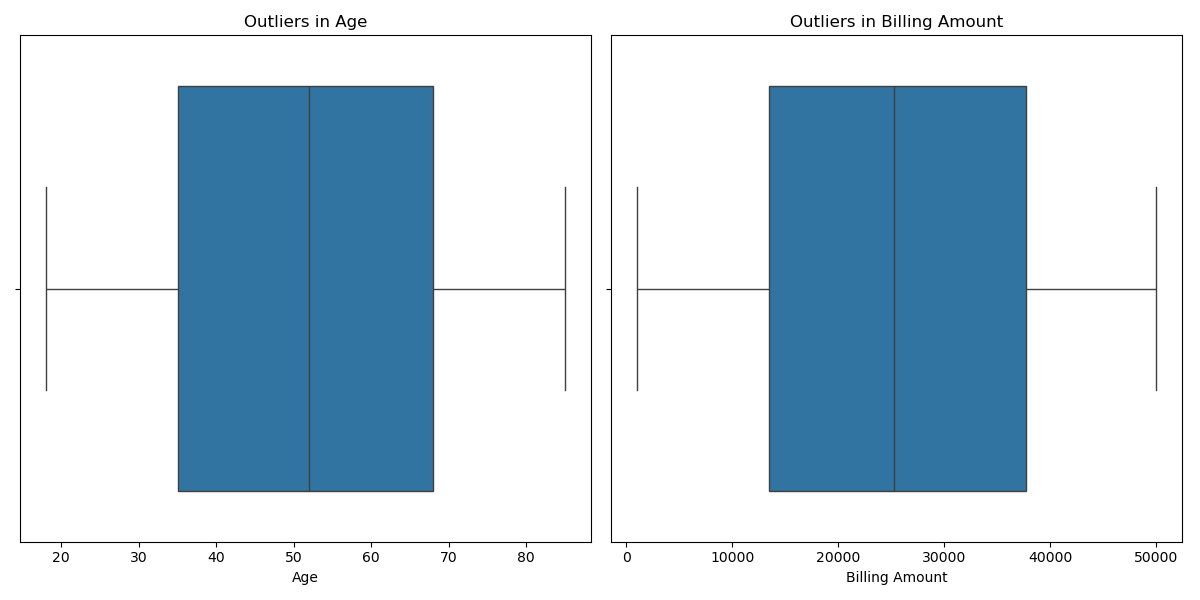 Outliers in Age
20 30 40 50 60 70 80
Age
Outliers in Billing Amount
0 10000 20000 30000 40000 50000
Billing Amount